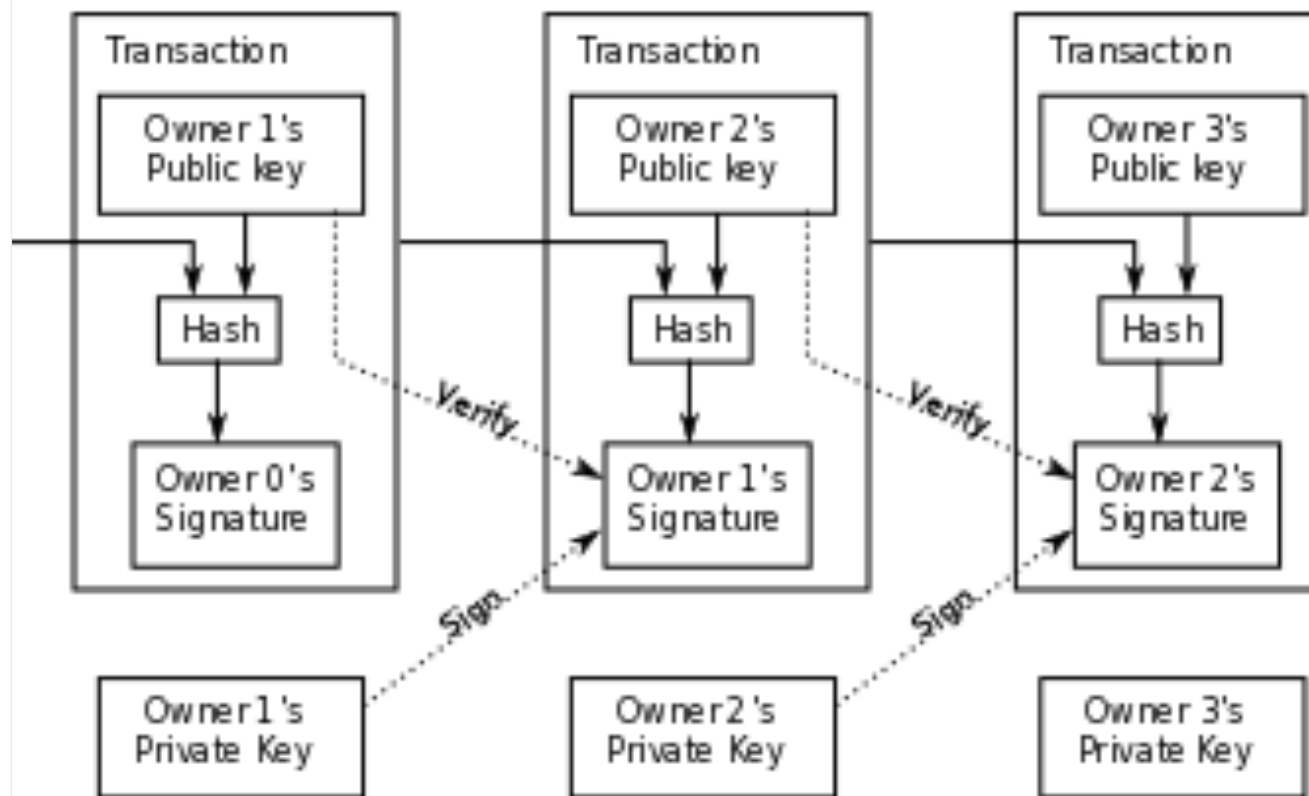 Transaction
Owner 1's
Public key
Hash
Owner 0's
Signature
Transaction
Owner 2's
Public key
Hash
Verify
Owner 1's
Signature
Transaction
Owner 3's
Public key
Hash
Verify
Owner 2's
Signature
Sign
Sign
Owner 1's
Private Key
Owner 2's
Private Key
Owner 3's
Private Key